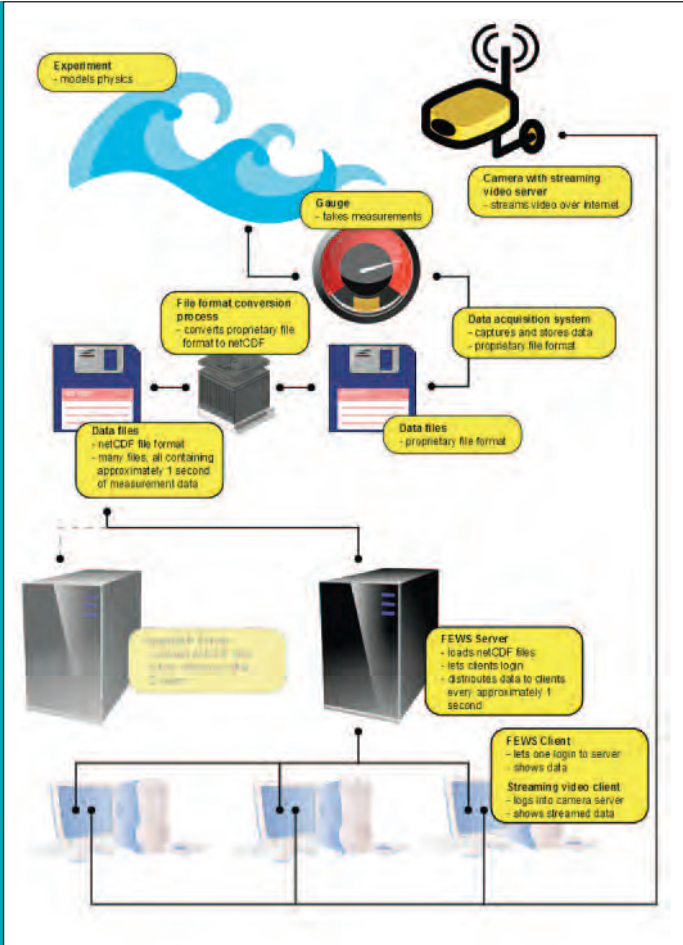 Experiment
- models physics
Camera with streaming
video server
- streams video over Internet
Gauge
- takes measurements
File format conversion
process
- converts proprietary file
format to netCDF
Data acquisition system
- captures and stores data
- proprietary file format
Data files
- netCDF file format
- many files, all containing
approximately 1 second
of measurement data
Data files
- proprietary file format
FEWS Server
- loads netCDF files
- lets clients login
- distributes data to clients
every approximately 1
second
FEWS Client
- lets one login to server
- shows data
Streaming video client
- logs into camera server
- shows streamed data